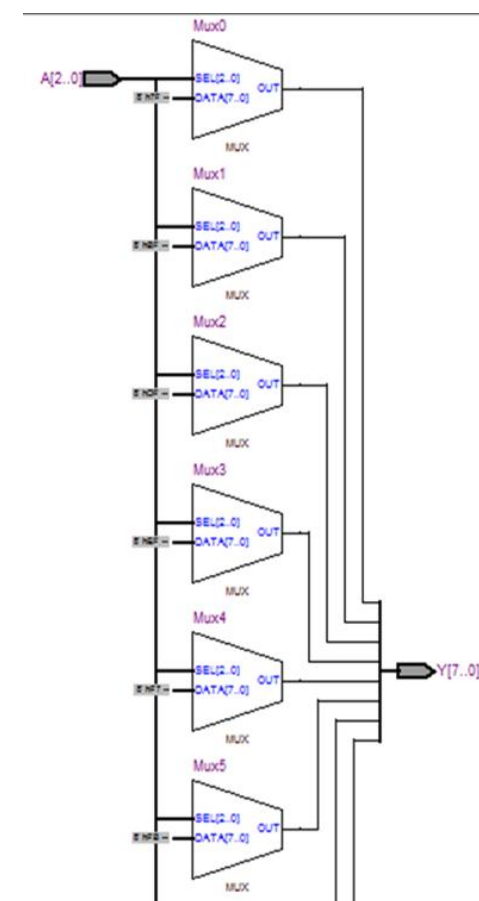 Mux0
A[2..0]
SEL[2..0]
DATA[7..0]
OUT
MUX
Mux1
SEL[2..0]
DATA[7..0]
OUT
MUX
Mux2
SEL[2..0]
DATA[7..0]
OUT
MUX
Mux3
SEL[2..0]
DATA[7..0]
OUT
MUX
Mux4
SEL[2..0]
DATA[7..0]
OUT
MUX
Y[7..0]
Mux5
SEL[2..0]
DATA[7..0]
OUT
MUX